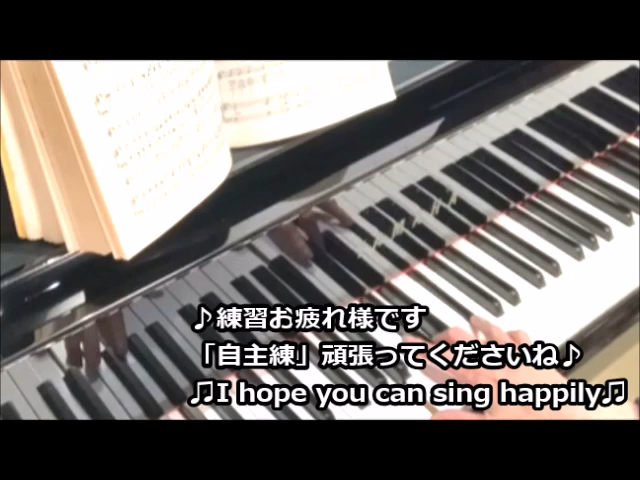 YAMAHA
♪練習お疲れ様です
「自主練」頑張ってくださいね♪
♫I hope you can sing happily♫